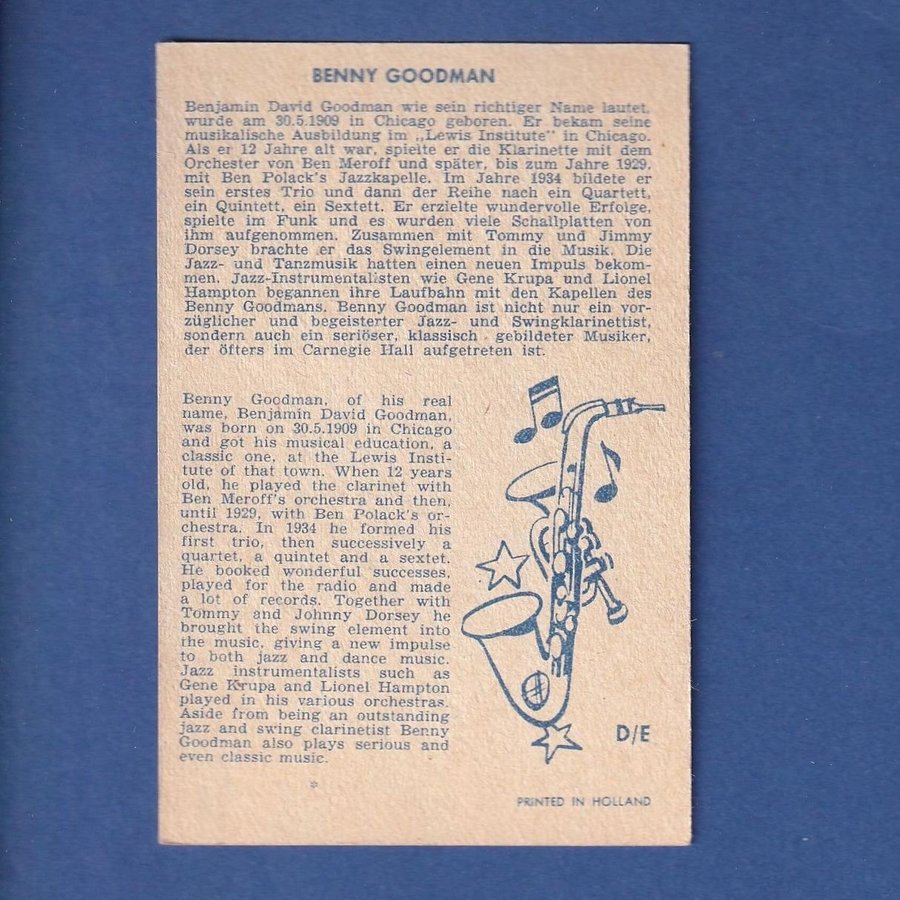 BENNY GOODMAN
Benjamin David Goodman wie sein richtiger Name lautet,
wurde am 30.5.1909 in Chicago geboren. Er bekam seine
musikalische Ausbildung im „Lewis Institute" in Chicago.
Als er 12 Jahre alt war, spielte er die Klarinette mit dem
Orchester von Ben Meroff und später, bis zum Jahre 1929,
mit Ben Polack's Jazzkapelle. Im Jahre 1934 bildete er
sein erstes Trio und dann der Reihe nach ein Quartett,
ein Quintett, ein Sextett. Er erzielte wundervolle Erfolge,
spielte im Funk und es wurden viele Schallplatten von
ihm aufgenommen. Zusammen mit Tommy und Jimmy
Dorsey brachte er das Swingelement in die Musik. Die
Jazz- und Tanzmusik hatten einen neuen Impuls bekom-
men. Jazz-Instrumentalisten wie Gene Krupa und Lionel
Hampton begannen ihre Laufbahn mit den Kapellen des
Benny Goodmans. Benny Goodman ist nicht nur ein vor-
züglicher und begeisterter Jazz- und Swingklarinettist,
sondern auch ein seriöser, klassisch gebildeter Musiker,
der öfters im Carnegie Hall aufgetreten ist.
Benny Goodman, of his real
name, Benjamin David Goodman,
was born on 30.5.1909 in Chicago
and got his musical education, a
classic one, at the Lewis Insti-
tute of that town. When 12 years
old, he played the clarinet with
Ben Meroff's orchestra and then,
until 1929, with Ben Polack's or-
chestra. In 1934 he formed his
first trio, then successively a
quartet, a quintet and a sextet.
He booked wonderful successes,
played for the radio and made
a lot of records. Together with
Tommy and Johnny Dorsey he
brought the swing element into
the music, giving a new impulse
to both jazz and dance music.
Jazz instrumentalists such as
Gene Krupa and Lionel Hampton
played in his various orchestras.
Aside from being an outstanding
jazz and swing clarinetist Benny
Goodman also plays serious and
even classic music.
*
D/E
PRINTED IN HOLLAND